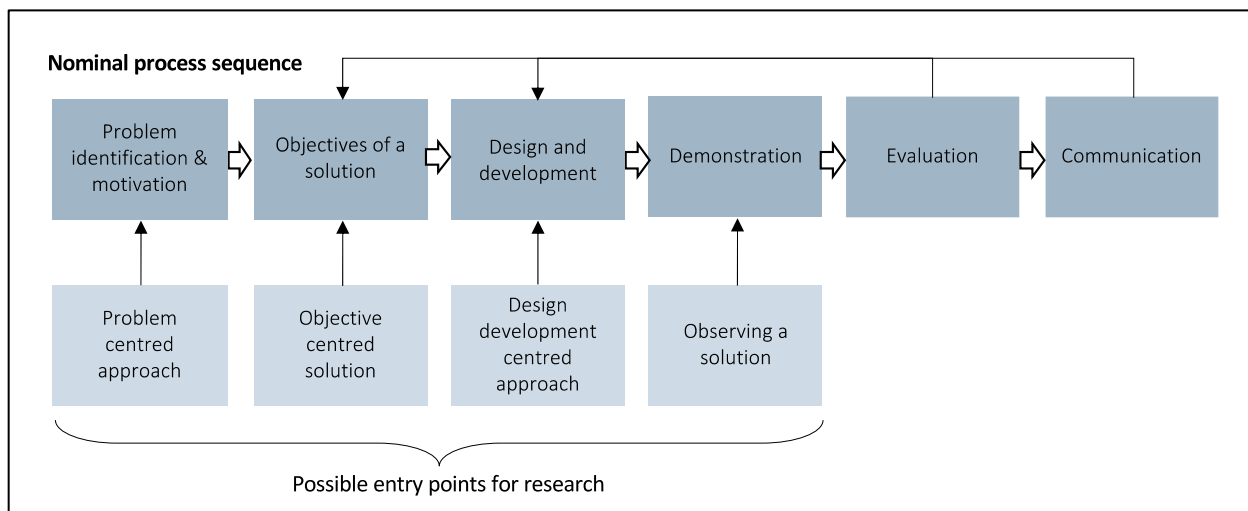 Nominal process sequence
Problem
identification &
motivation
Objectives of a
solution
Design and
development
Demonstration
Evaluation
Communication
Problem
centred
approach
Objective
centred
solution
Design
development
centred
approach
Observing a
solution
Possible entry points for research